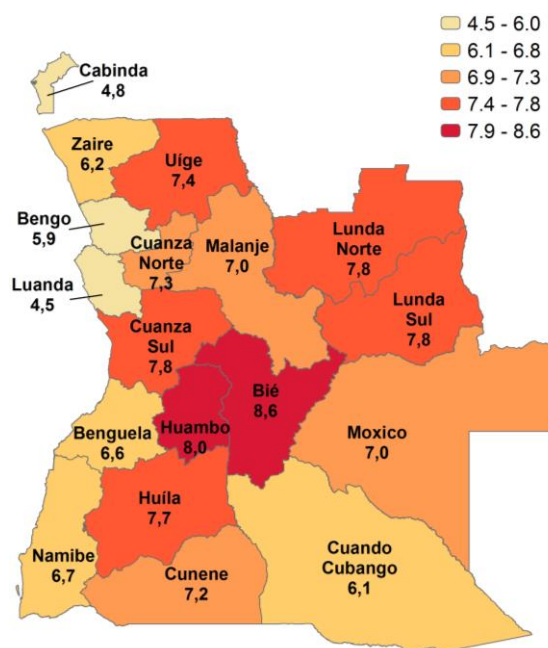 4.5 - 6.0
6.1 - 6.8
6.9 - 7.3
7.4 - 7.8
7.9 - 8.6
Cabinda
4,8
Zaire
6,2
Uíge
7,4
Bengo
5,9
Cuanza
Norte
7,3
Malanje
7,0
Lunda
Norte
7,8
Luanda
4,5
Lunda
Sul
7,8
Cuanza
Sul
7,8
Bié
8,6
Huambo
8,0
Benguela
6,6
Moxico
7,0
Huíla
7,7
Namibe
6,7
Cunene
7,2
Cuando
Cubango
6,1